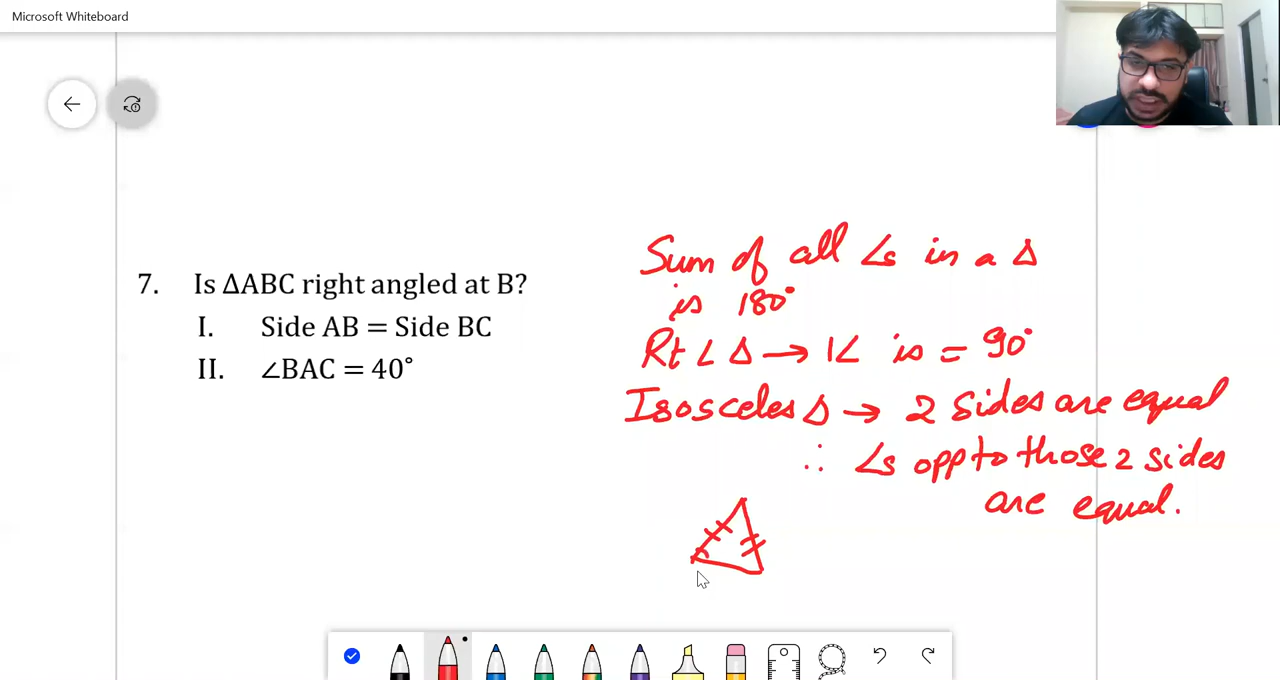 Microsoft Whiteboard
7. Is ΔABC right angled at B?
I. Side AB = Side BC
II. ∠BAC = 40°
Sum of all ∠s in a Δ
is 180°
Rt ∠ Δ → 1∠ is = 90°
Isosceles Δ → 2 sides are equal
∴ ∠s opp to those 2 sides
are equal.